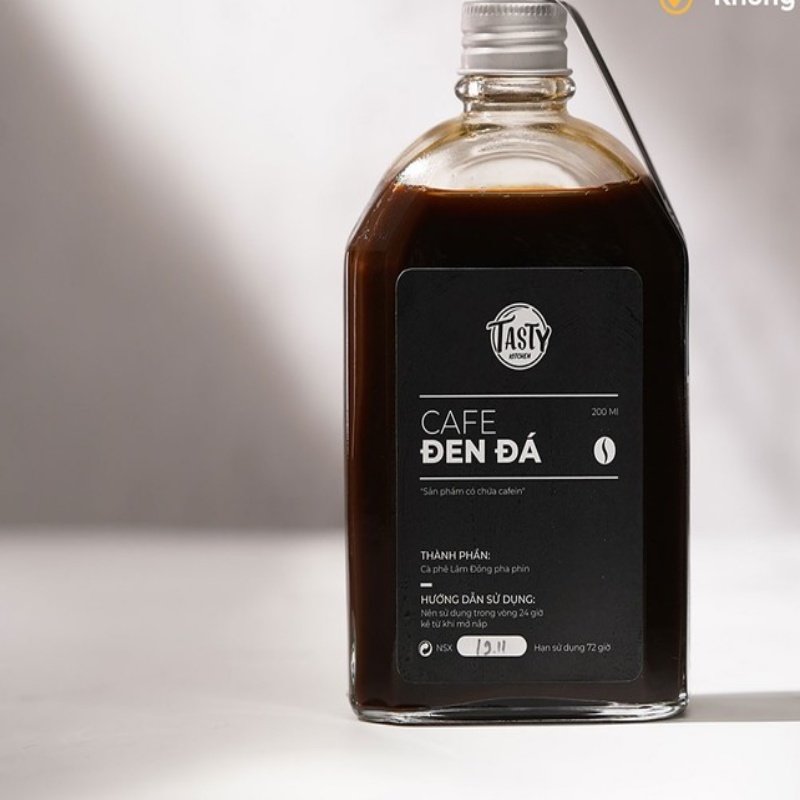 Không
TASTY
KITCHEN
CAFE
200 Ml
ĐEN ĐÁ
"Sản phẩm có chứa cafein"
THÀNH PHẦN:
Cà phê Lâm Đồng pha phin
HƯỚNG DẪN SỬ DỤNG:
Nên sử dụng trong vòng 24 giờ
kể từ khi mở nắp
NSX 19.11 Hạn sử dụng 72 giờ